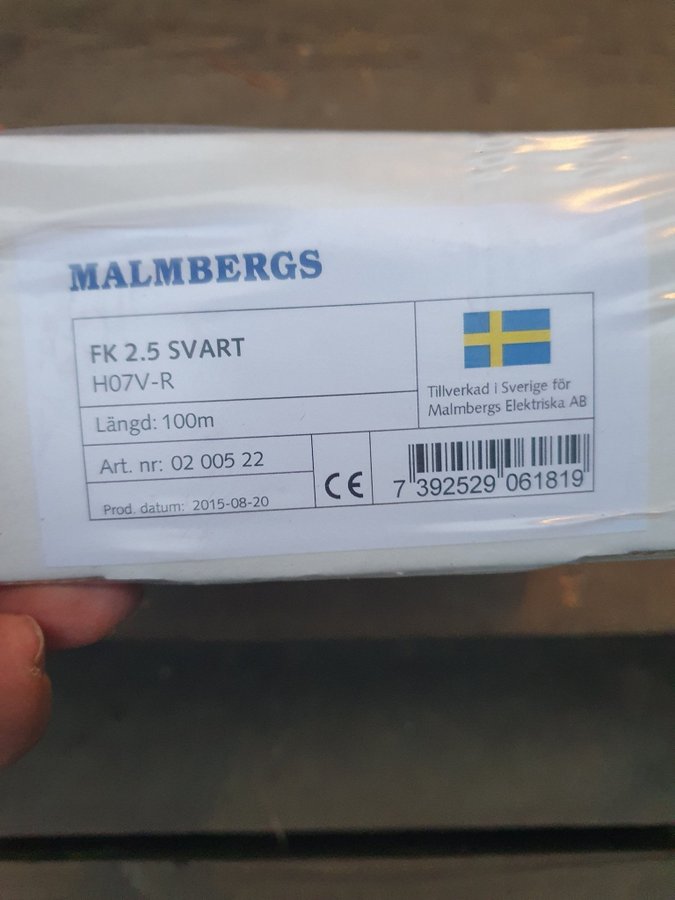 MALMBERGS
FK 2.5 SVART
H07V-R
Längd: 100m
Tillverkad i Sverige för
Malmbergs Elektriska AB
Art. nr: 02 005 22
Prod. datum: 2015-08-20
CE
7 392529 061819